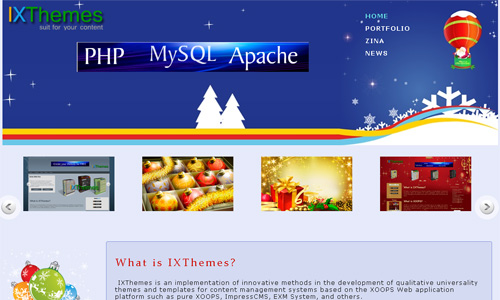 IXThemes
suit for your content
HOME
PORTFOLIO
ZINA
NEWS
PHP MySQL Apache
What is IXThemes?
IXThemes is an implementation of innovative methods in the development of qualitative universality
themes and templates for content management systems based on the XOOPS Web application
platform such as pure XOOPS, ImpressCMS, EXM System, and others.